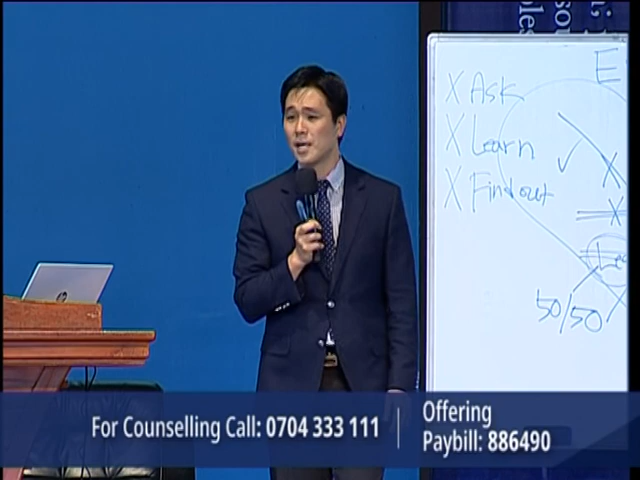 E
X Ask
X Learn
X Find out
50/50
For Counselling Call: 0704 333 111
Offering
Paybill: 886490